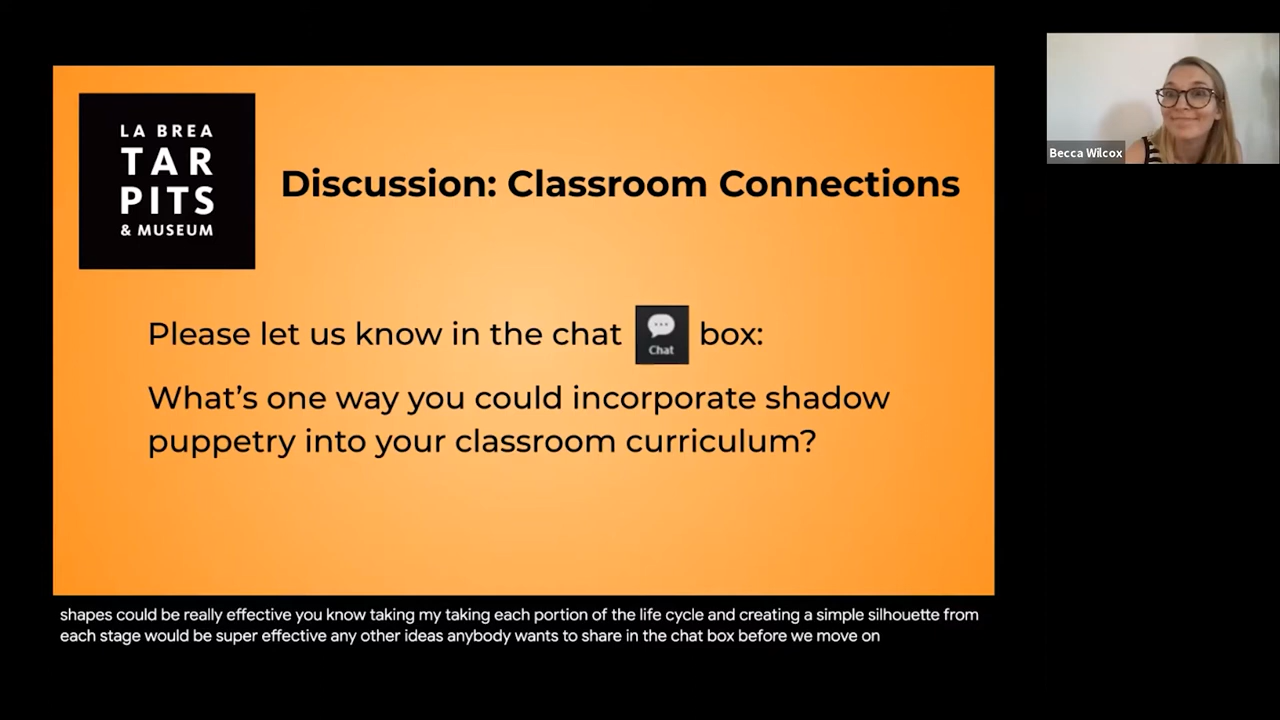 LA BREA
TAR
PITS
& MUSEUM
Discussion: Classroom Connections
Please let us know in the chat Chat box:
What's one way you could incorporate shadow
puppetry into your classroom curriculum?
Becca Wilcox
shapes could be really effective you know taking my taking each portion of the life cycle and creating a simple silhouette from
each stage would be super effective any other ideas anybody wants to share in the chat box before we move on